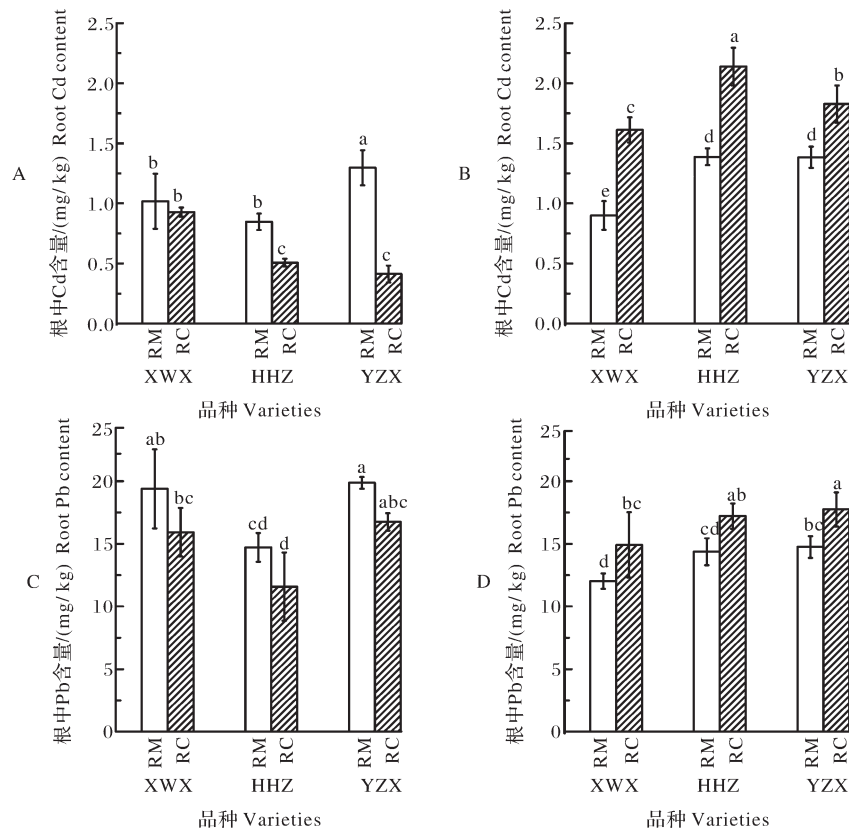 A
根中Cd含量/(mg/kg) Root Cd content
2.5
2.0
1.5
1.0
0.5
0.0
b
b
b
c
a
c
RM
RC
RM
RC
RM
RC
XWX
HHZ
YZX
品种 Varieties
B
根中Cd含量/(mg/kg) Root Cd content
2.5
2.0
1.5
1.0
0.5
0.0
e
c
d
a
d
b
RM
RC
RM
RC
RM
RC
XWX
HHZ
YZX
品种 Varieties
C
根中Pb含量/(mg/kg) Root Pb content
25
20
15
10
5
0
ab
bc
cd
d
a
abc
RM
RC
RM
RC
RM
RC
XWX
HHZ
YZX
品种 Varieties
D
根中Pb含量/(mg/kg) Root Pb content
25
20
15
10
5
0
d
bc
cd
ab
bc
a
RM
RC
RM
RC
RM
RC
XWX
HHZ
YZX
品种 Varieties